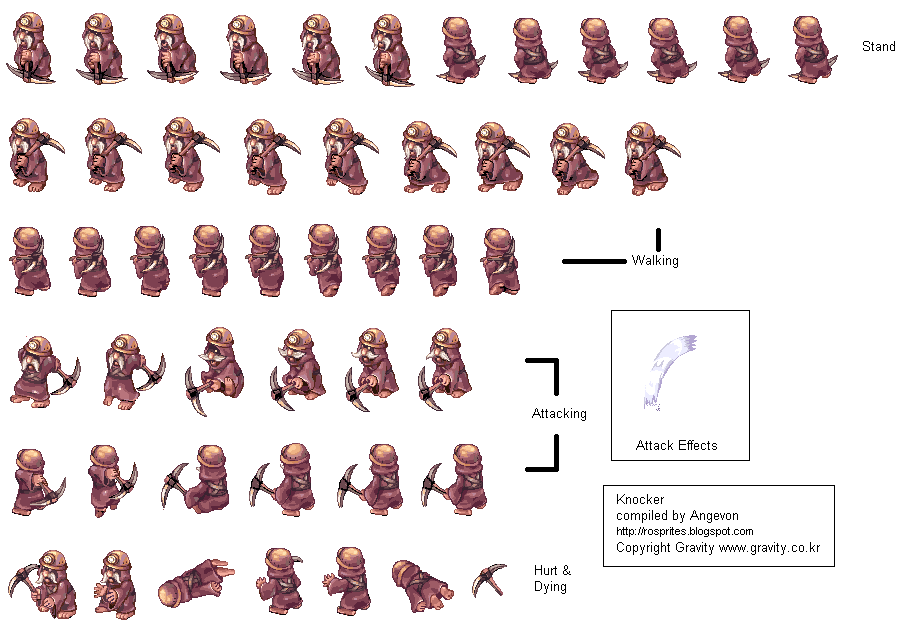 Stand
Walking
Attacking
Attack Effects
Knocker
compiled by Angevon
http://rosprites.blogspot.com
Copyright Gravity www.gravity.co.kr
Hurt &
Dying